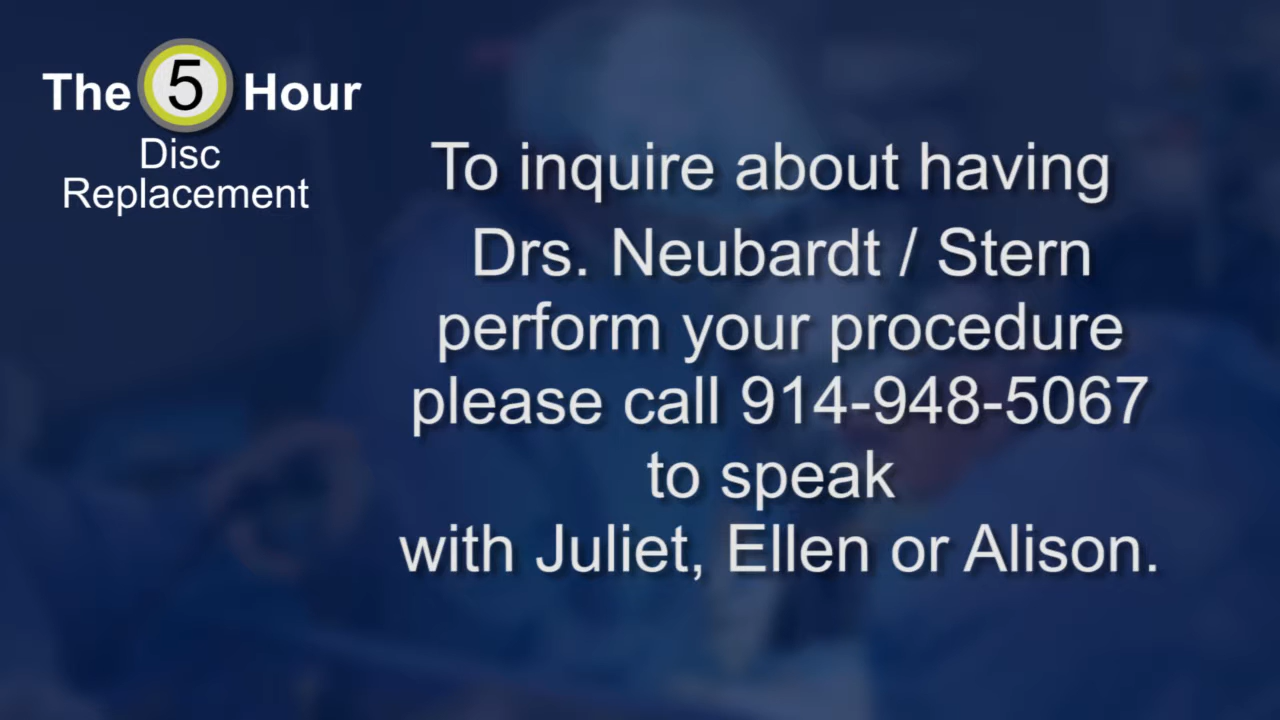 The 5 Hour
Disc
Replacement
To inquire about having
Drs. Neubardt / Stern
perform your procedure
please call 914-948-5067
to speak
with Juliet, Ellen or Alison.